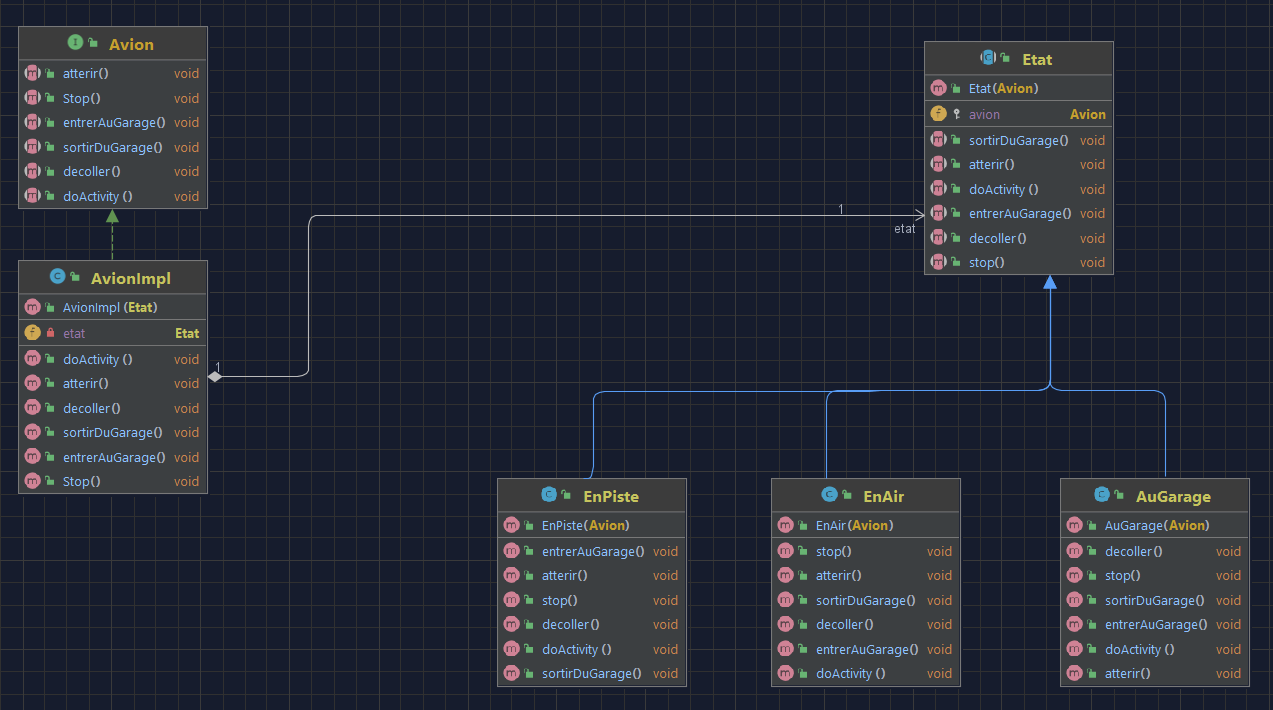 Avion
atterir() void
Stop() void
entrerAuGarage() void
sortirDuGarage() void
decoller() void
doActivity () void
AvionImpl
AvionImpl (Etat)
etat Etat
doActivity () void
atterir() void
decoller() void
sortirDuGarage() void
entrerAuGarage() void
Stop() void
1
1
etat
Etat
Etat(Avion)
avion Avion
sortirDuGarage() void
atterir() void
doActivity () void
entrerAuGarage() void
decoller() void
stop() void
EnPiste
EnPiste(Avion)
entrerAuGarage() void
atterir() void
stop() void
decoller() void
doActivity () void
sortirDuGarage() void
EnAir
EnAir(Avion)
stop() void
atterir() void
sortirDuGarage() void
decoller() void
entrerAuGarage() void
doActivity () void
AuGarage
AuGarage(Avion)
decoller() void
stop() void
sortirDuGarage() void
entrerAuGarage() void
doActivity () void
atterir() void